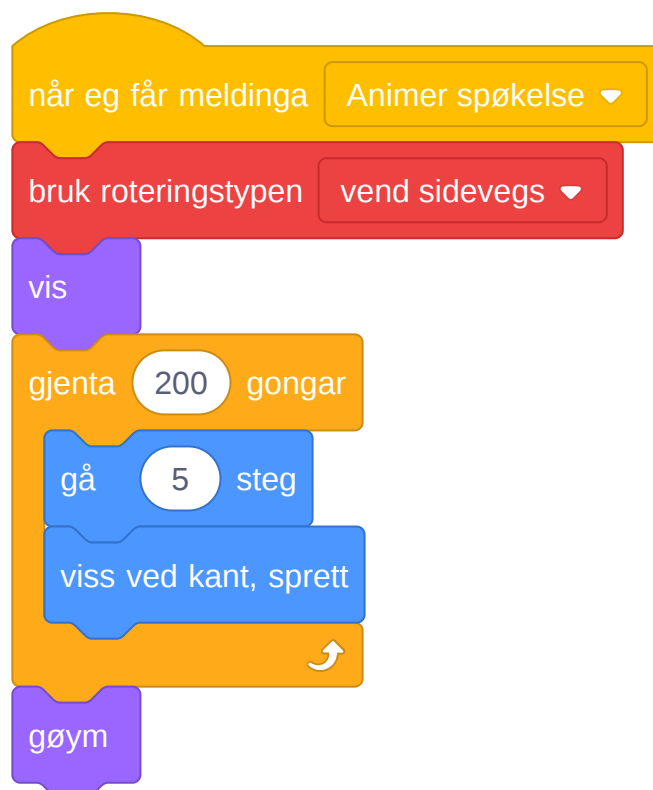 når eg får meldinga Animer spøkelse
bruk roteringstypen vend sidevegs
vis
gjenta 200 gongar
gå 5 steg
viss ved kant, sprett
gøym